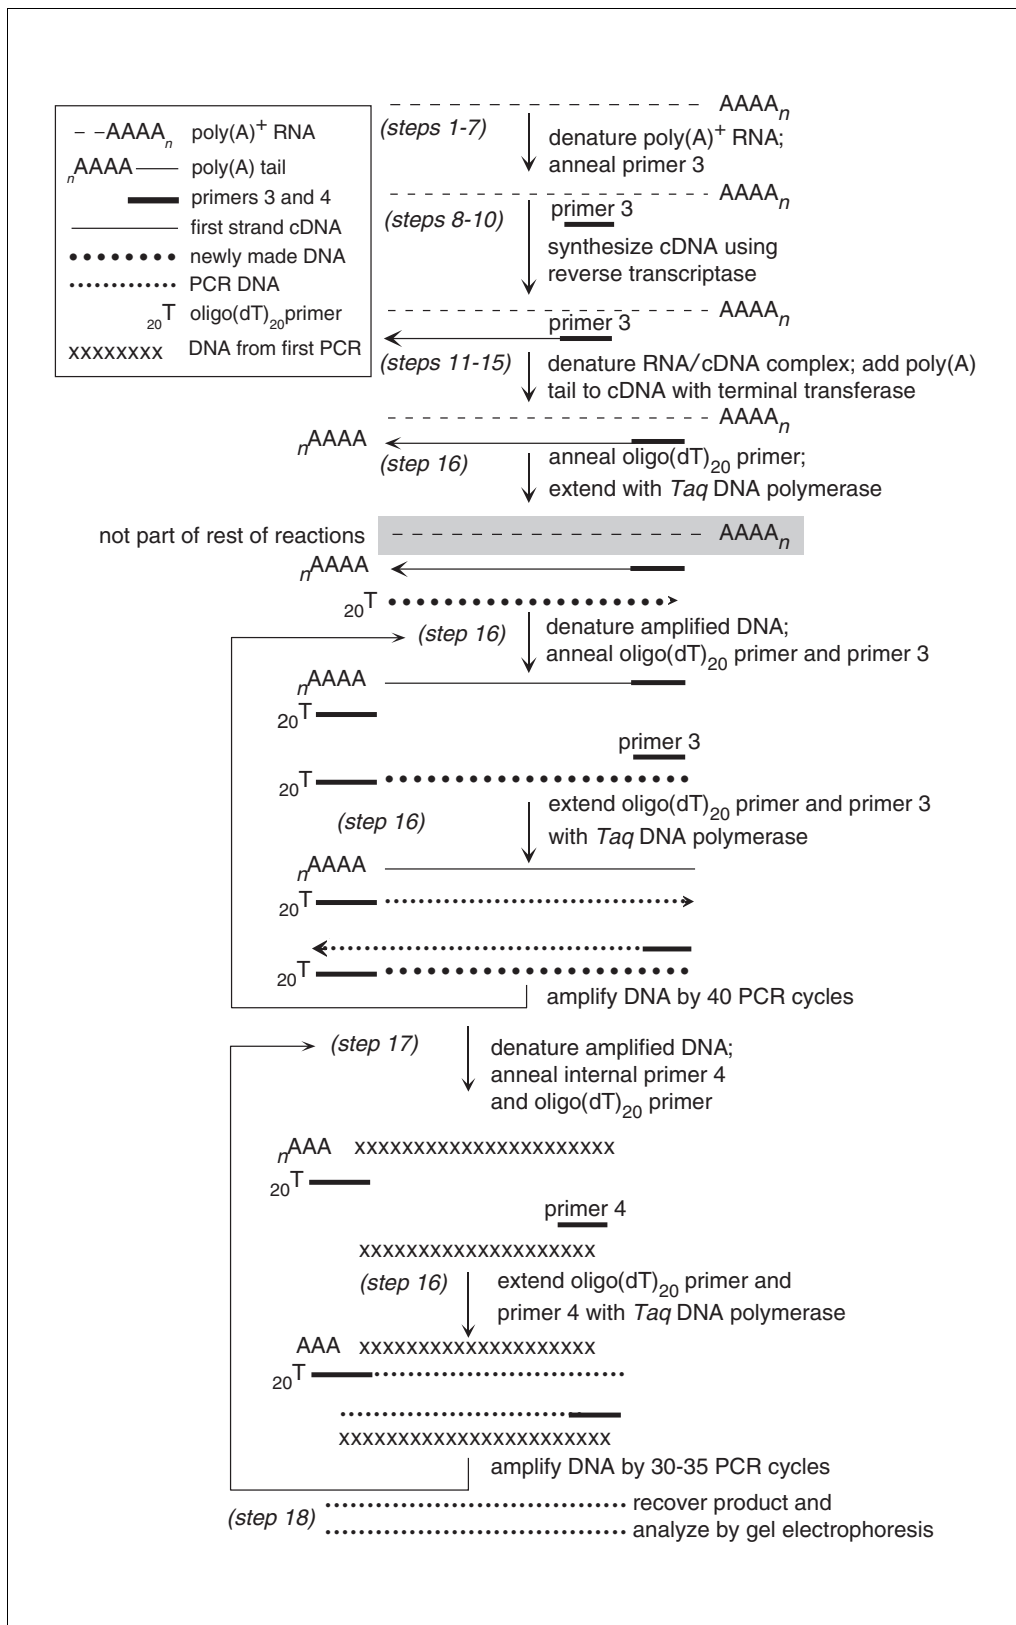 AAAAn
(steps 1-7)
denature poly(A)+ RNA;
anneal primer 3
– –AAAAn poly(A)+ RNA
nAAAA poly(A) tail
primers 3 and 4
first strand cDNA
newly made DNA
PCR DNA
20T oligo(dT)20primer
xxxxxxxx DNA from first PCR
AAAAn
(steps 8-10)
primer 3
synthesize cDNA using
reverse transcriptase
AAAAn
primer 3
(steps 11-15)
denature RNA/cDNA complex; add poly(A)
tail to cDNA with terminal transferase
AAAAn
nAAAA
(step 16)
anneal oligo(dT)20 primer;
extend with Taq DNA polymerase
not part of rest of reactions AAAAn
nAAAA
20T
(step 16)
denature amplified DNA;
anneal oligo(dT)20 primer and primer 3
nAAAA
20T
primer 3
20T
(step 16)
extend oligo(dT)20 primer and primer 3
with Taq DNA polymerase
nAAAA
20T
20T
amplify DNA by 40 PCR cycles
(step 17)
denature amplified DNA;
anneal internal primer 4
and oligo(dT)20 primer
nAAA xxxxxxxxxxxxxxxxxxxxxx
20T
primer 4
xxxxxxxxxxxxxxxxxxxx
(step 16)
extend oligo(dT)20 primer and
primer 4 with Taq DNA polymerase
AAA xxxxxxxxxxxxxxxxxxxx
20T
xxxxxxxxxxxxxxxxxxxxxxx
amplify DNA by 30-35 PCR cycles
(step 18)
recover product and
analyze by gel electrophoresis